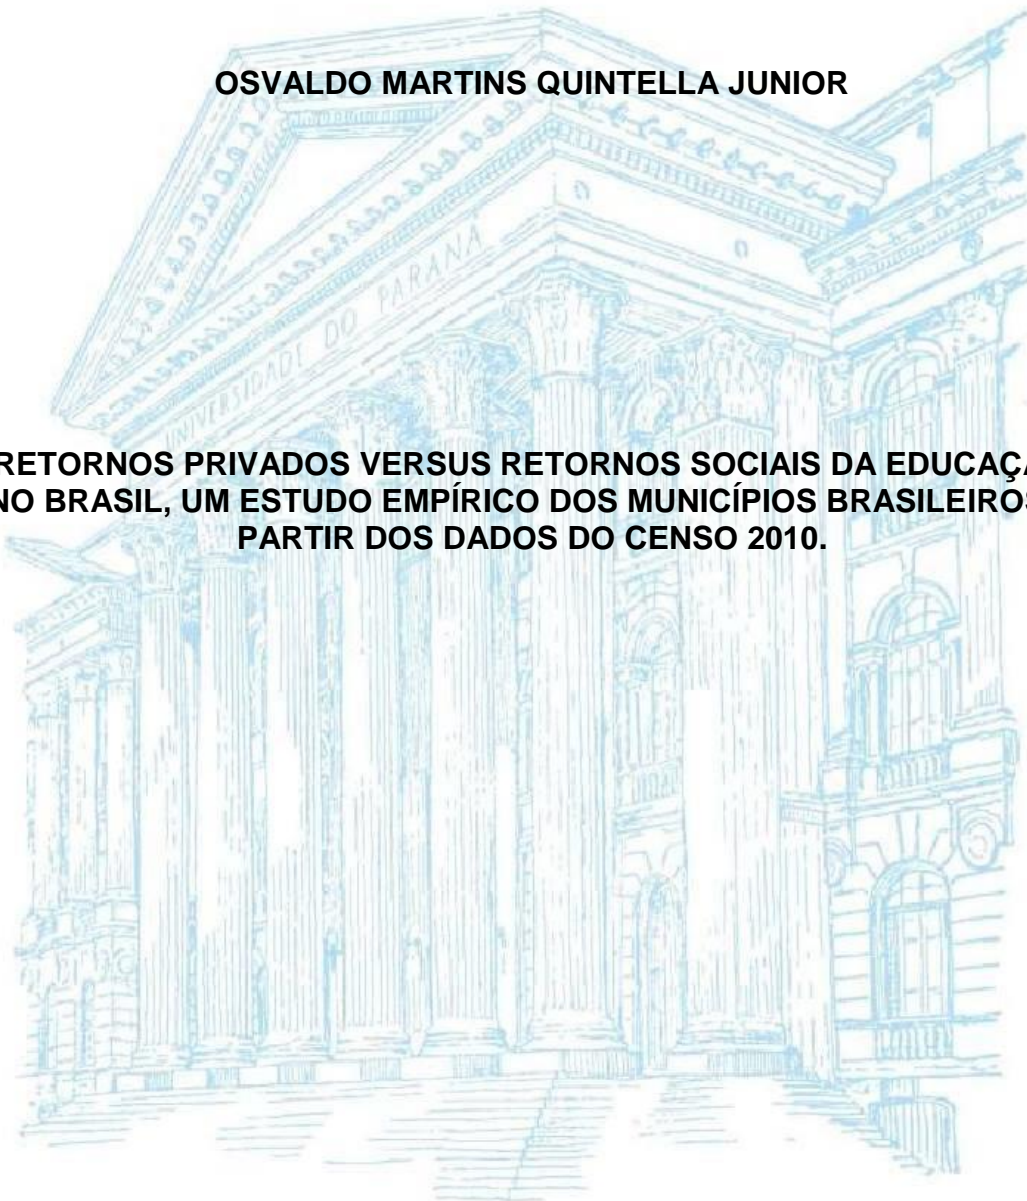 OSVALDO MARTINS QUINTELLA JUNIOR
UNIVERSIDADE DO PARANÁ
RETORNOS PRIVADOS VERSUS RETORNOS SOCIAIS DA EDUCAÇÃ
NO BRASIL, UM ESTUDO EMPÍRICO DOS MUNICÍPIOS BRASILEIROS
PARTIR DOS DADOS DO CENSO 2010.